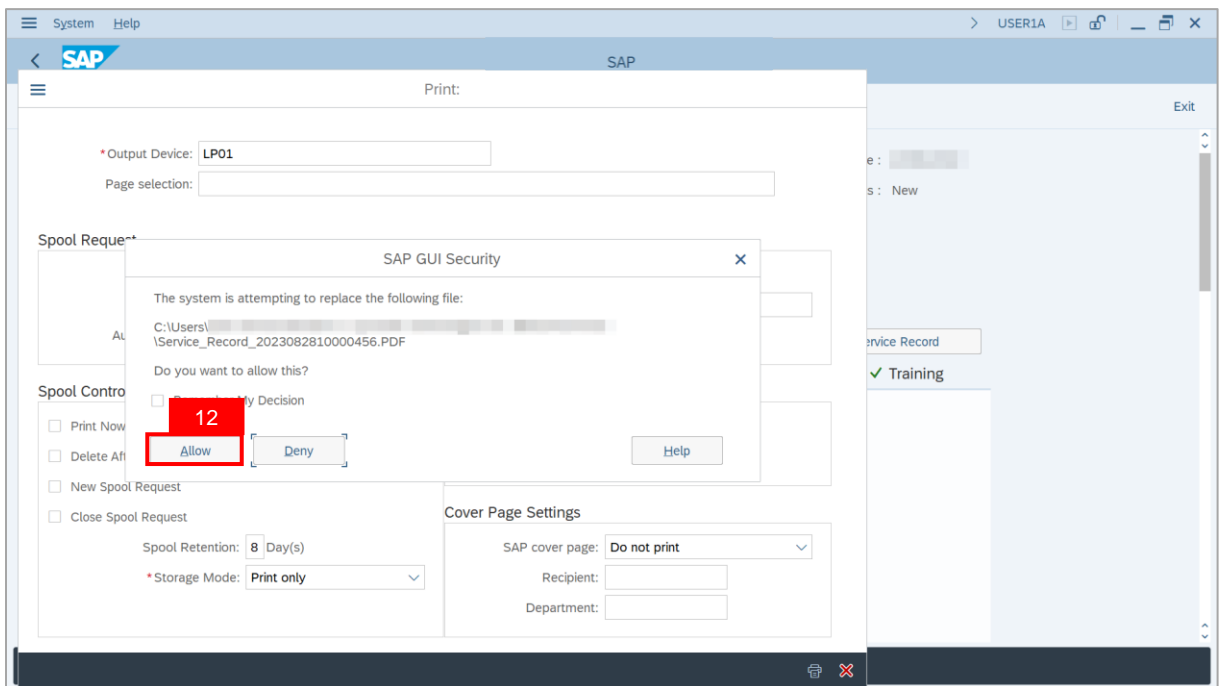 System Help
USER1A
SAP
SAP
Print:
Exit
*Output Device: LP01
Page selection:
e :
s : New
Spool Request
SAP GUI Security
The system is attempting to replace the following file:
C:\Users\
\Service_Record_2023082810000456.PDF
Au
ervice Record
Do you want to allow this?
Training
Spool Contro
My Decision
12
Print Now
Allow Deny Help
Delete Aft
New Spool Request
Close Spool Request
Cover Page Settings
Spool Retention: 8 Day(s)
SAP cover page: Do not print
*Storage Mode: Print only
Recipient:
Department: